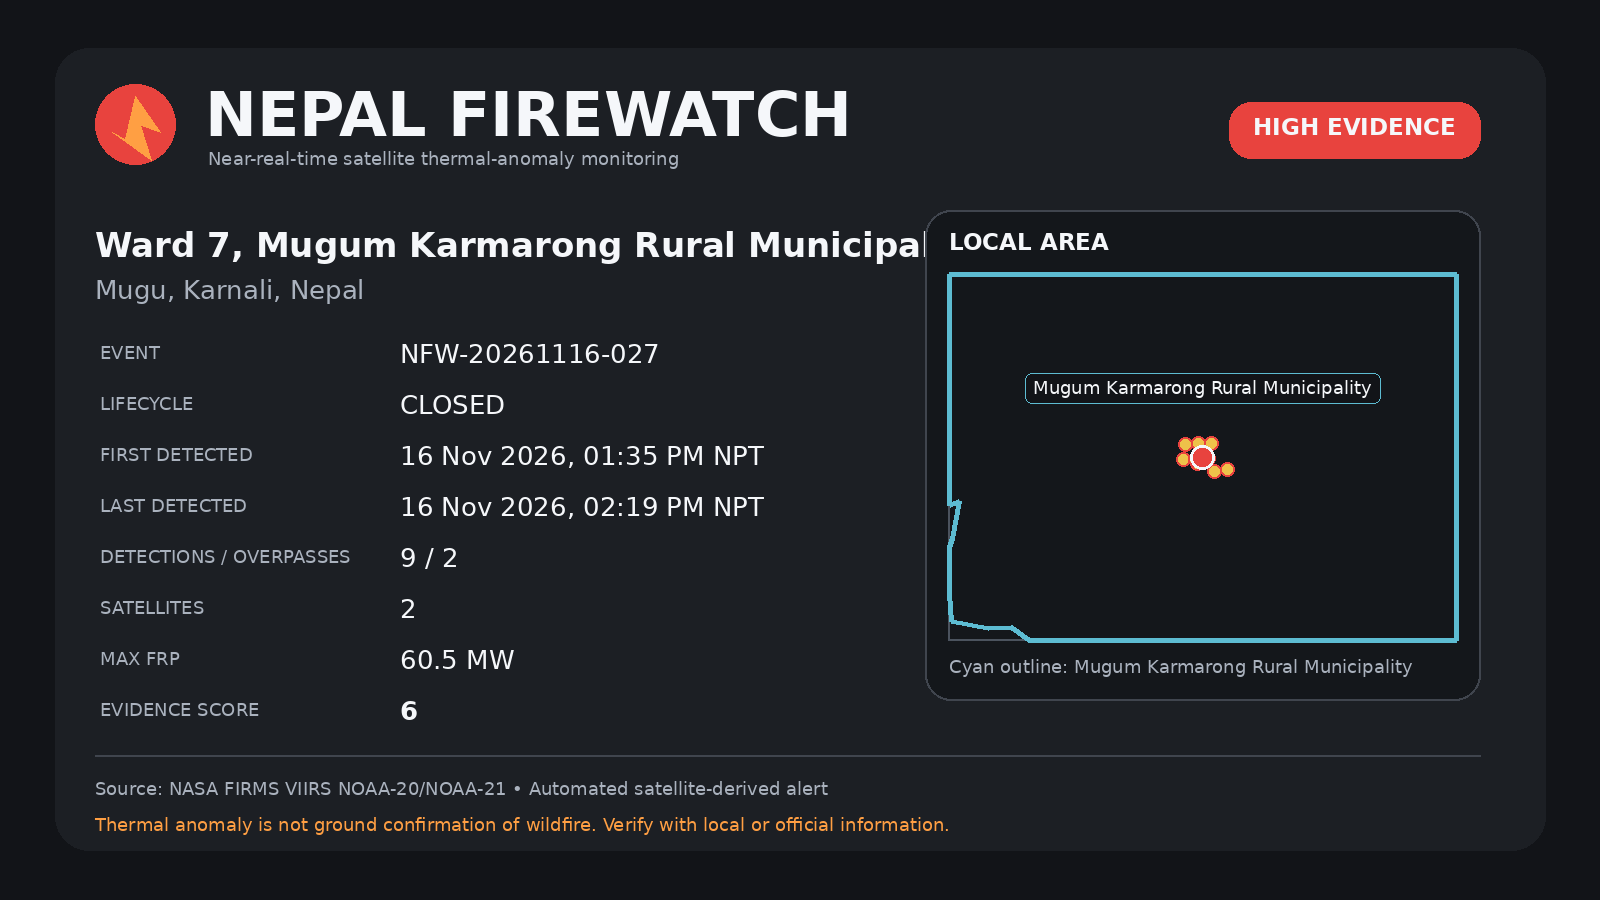 NEPAL FIREWATCH
Near-real-time satellite thermal-anomaly monitoring
HIGH EVIDENCE
Ward 7, Mugum Karmarong Rural Municipal
Mugu, Karnali, Nepal
EVENT NFW-20261116-027
LIFECYCLE CLOSED
FIRST DETECTED 16 Nov 2026, 01:35 PM NPT
LAST DETECTED 16 Nov 2026, 02:19 PM NPT
DETECTIONS / OVERPASSES 9 / 2
SATELLITES 2
MAX FRP 60.5 MW
EVIDENCE SCORE 6
LOCAL AREA
Mugum Karmarong Rural Municipality
Cyan outline: Mugum Karmarong Rural Municipality
Source: NASA FIRMS VIIRS NOAA-20/NOAA-21 • Automated satellite-derived alert
Thermal anomaly is not ground confirmation of wildfire. Verify with local or official information.